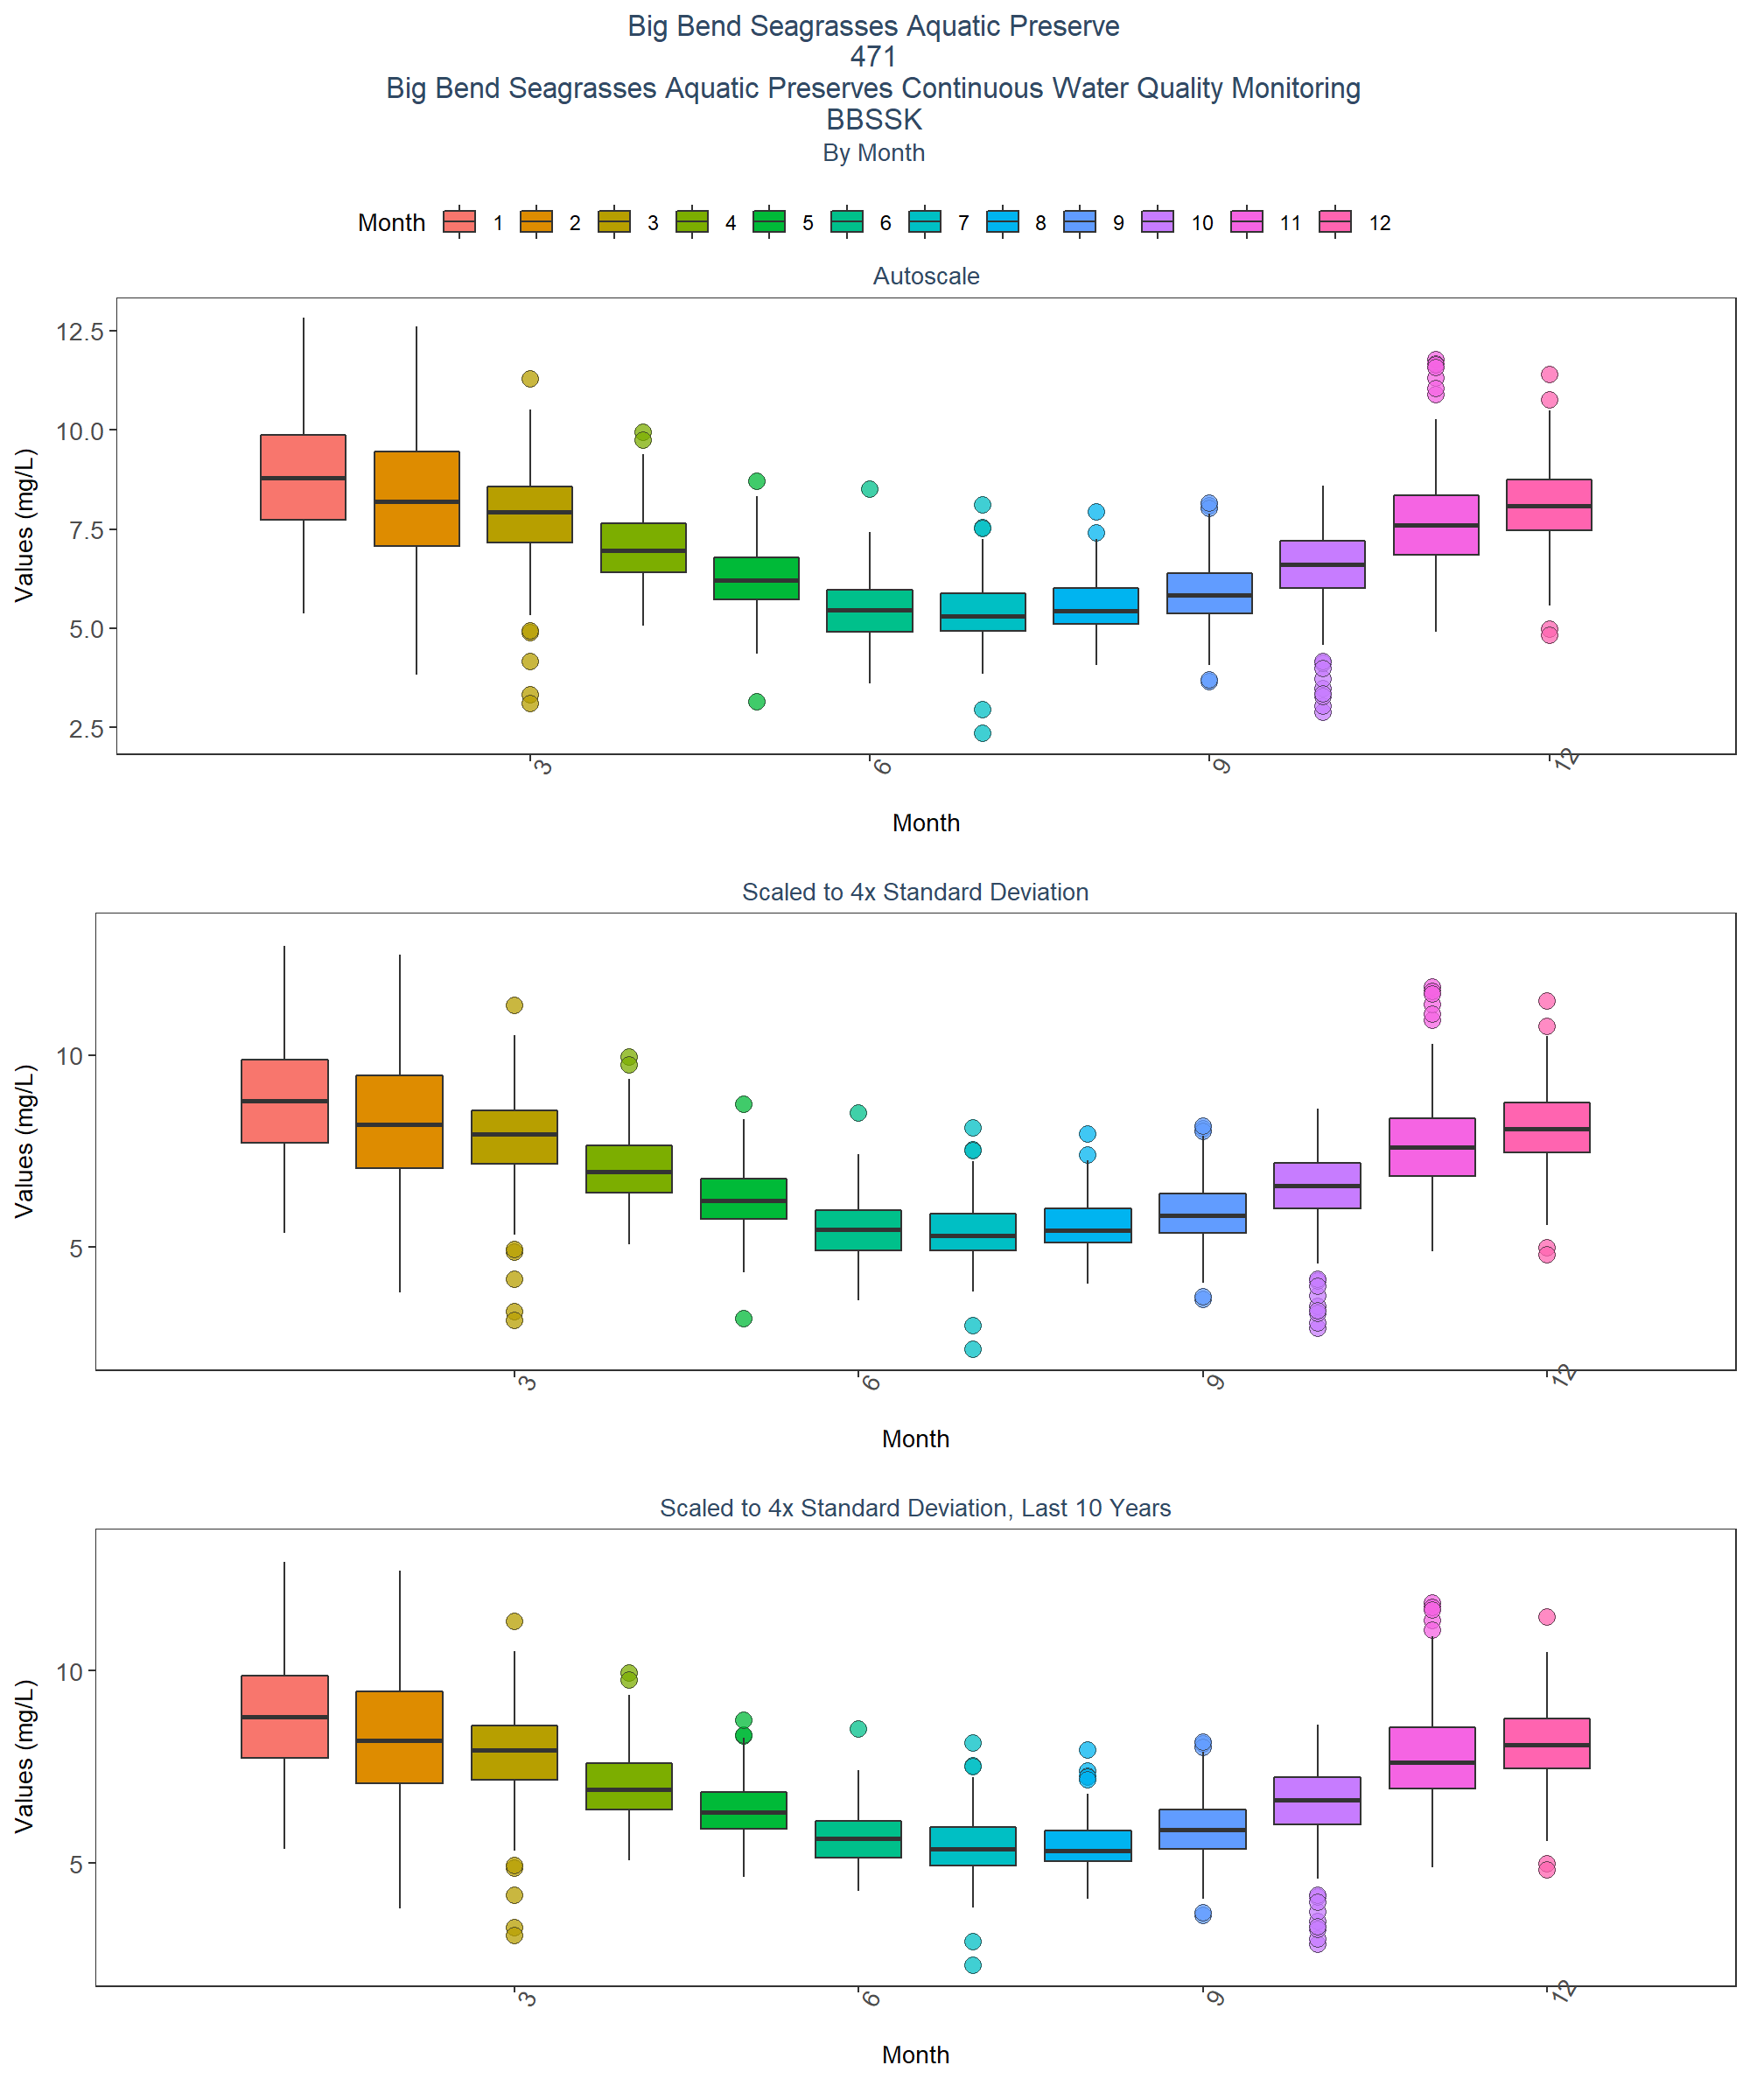 Big Bend Seagrasses Aquatic Preserve
471
Big Bend Seagrasses Aquatic Preserves Continuous Water Quality Monitoring
BBSSK
By Month
Month 1 2 3 4 5 6 7 8 9 10 11 12
Autoscale
Values (mg/L)
12.5
10.0
7.5
5.0
2.5
3 6 9 12
Month
Scaled to 4x Standard Deviation
Values (mg/L)
10
5
3 6 9 12
Month
Scaled to 4x Standard Deviation, Last 10 Years
Values (mg/L)
10
5
3 6 9 12
Month